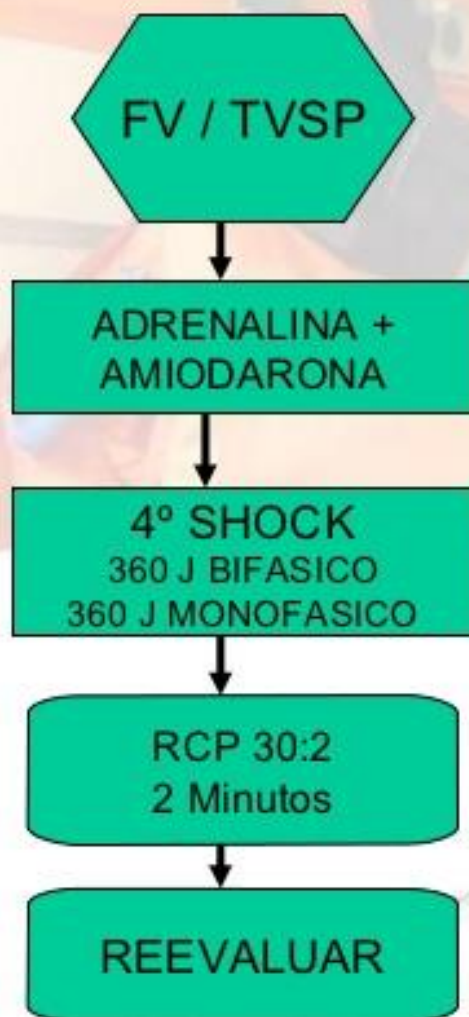 FV / TVSP
ADRENALINA +
AMIODARONA
4º SHOCK
360 J BIFASICO
360 J MONOFASICO
RCP 30:2
2 Minutos
REEVALUAR